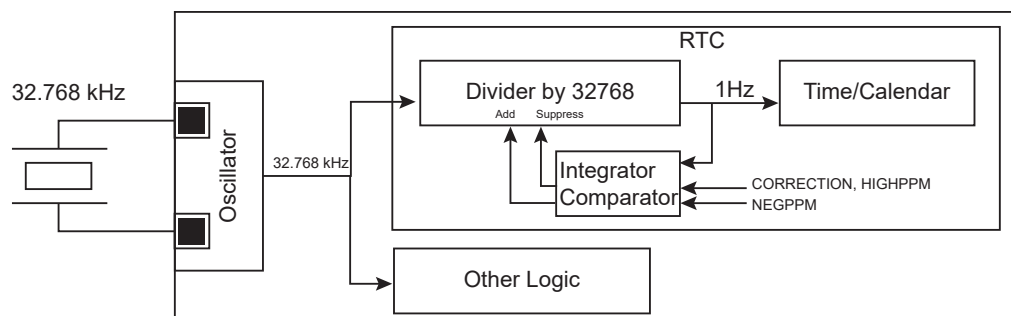 RTC
32.768 kHz
Divider by 32768
Add Suppress
1Hz
Time/Calendar
Oscillator
32.768 kHz
Integrator
Comparator
CORRECTION, HIGHPPM
NEGPPM
Other Logic